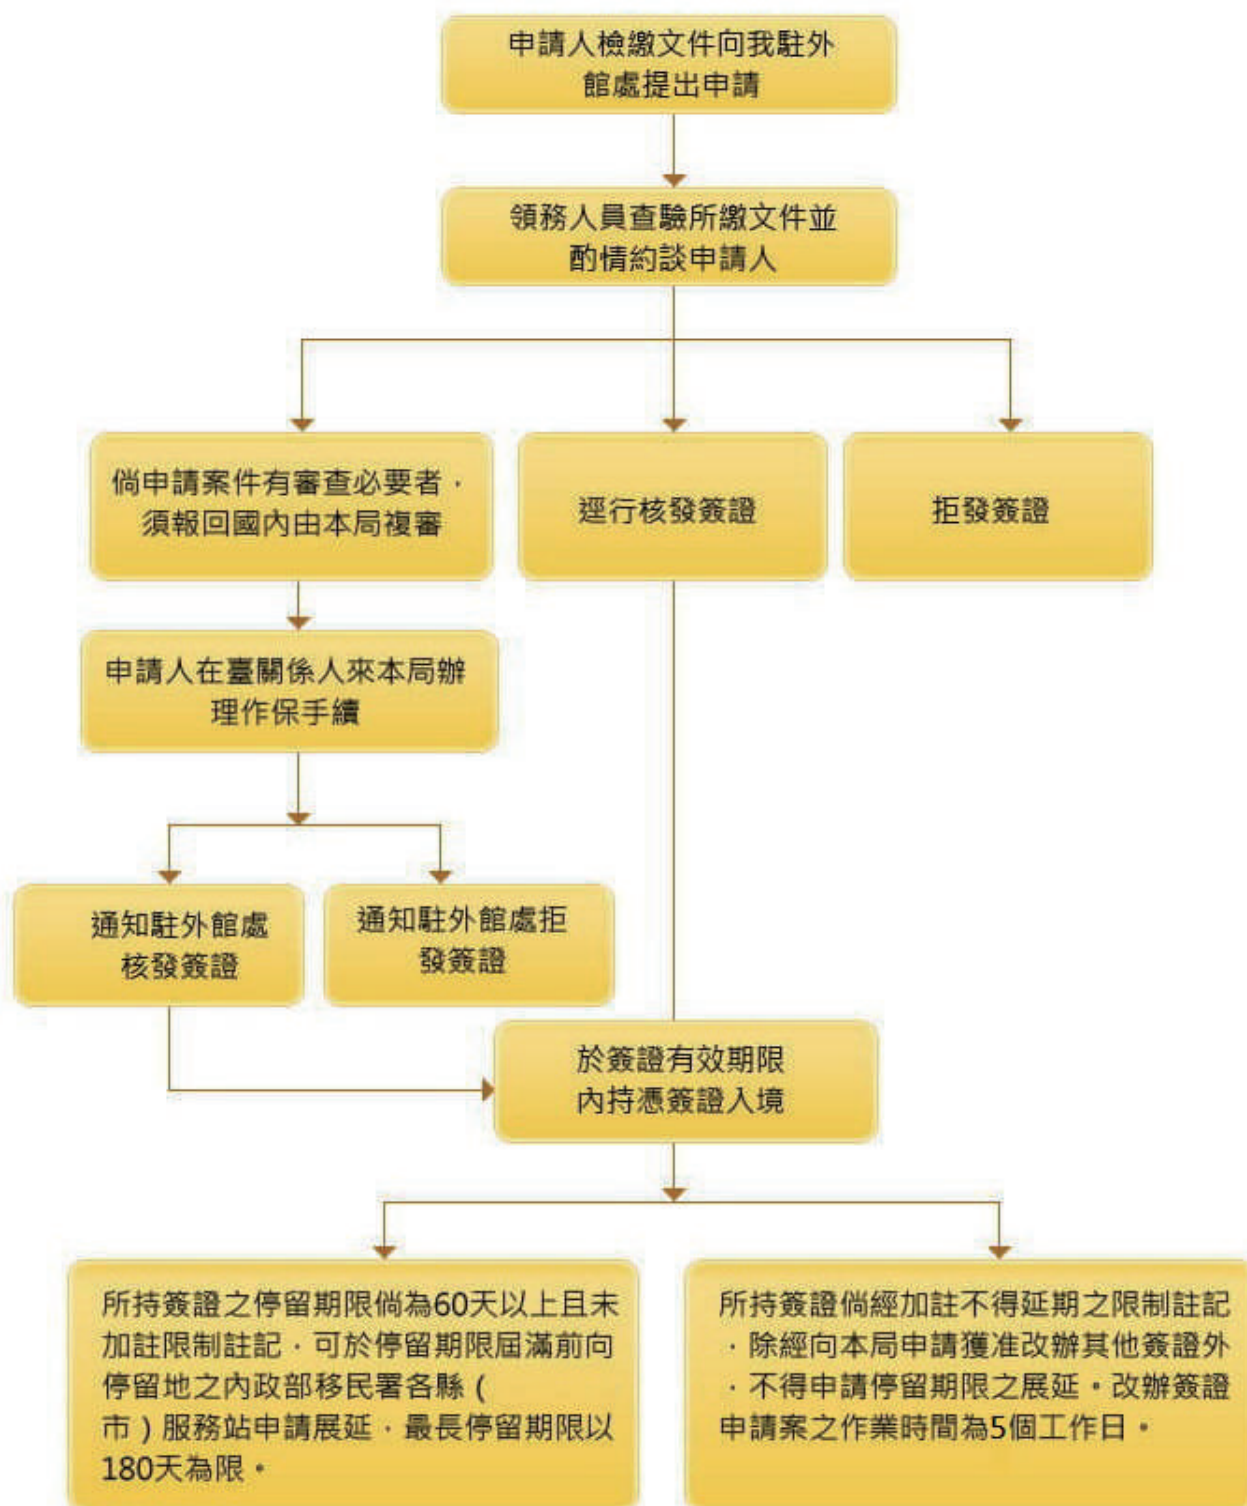 申請人檢繳文件向我駐外
館處提出申請
領務人員查驗所繳文件並
酌情約談申請人
倘申請案件有審查必要者，
須報回國內由本局複審
逕行核發簽證
拒發簽證
申請人在臺關係人來本局辦
理作保手續
通知駐外館處
核發簽證
通知駐外館處拒
發簽證
於簽證有效期限
內持憑簽證入境
所持簽證之停留期限倘為60天以上且未
加註限制註記，可於停留期限屆滿前向
停留地之內政部移民署各縣（
市）服務站申請展延，最長停留期限以
180天為限。
所持簽證倘經加註不得延期之限制註記
，除經向本局申請獲准改辦其他簽證外
，不得申請停留期限之展延。改辦簽證
申請案之作業時間為5個工作日。